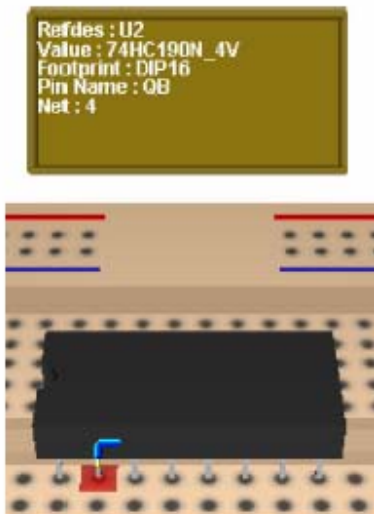 Refdes : U2
Value : 74HC190N_4V
Footprint : DIP16
Pin Name : QB
Net : 4